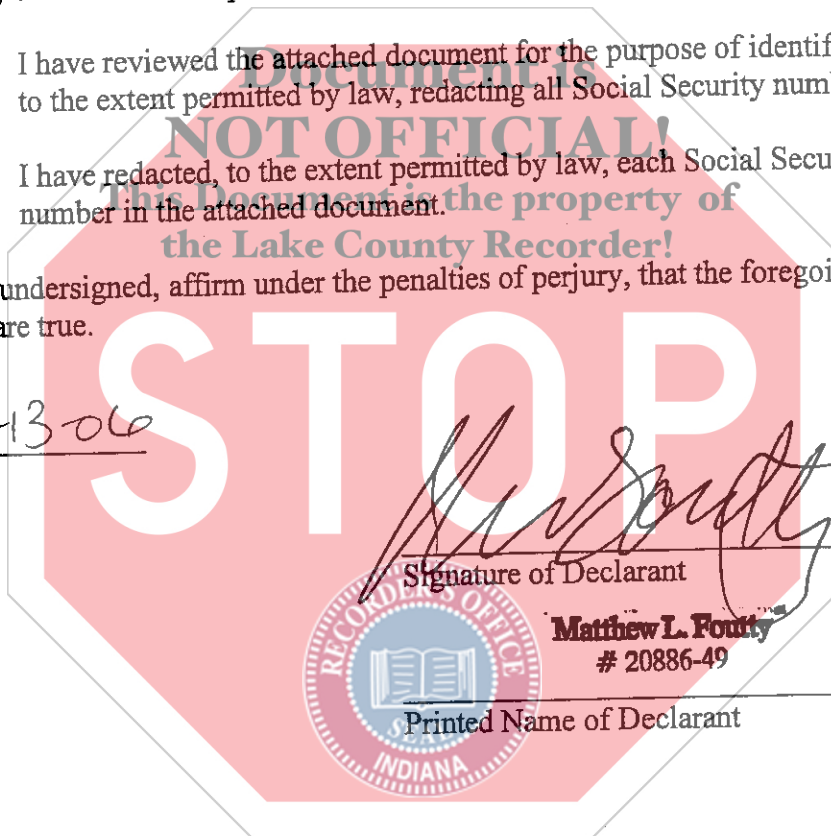 I have reviewed the attached document for the purpose of identif
to the extent permitted by law, redacting all Social Security num
Document is
NOT OFFICIAL!
I have redacted, to the extent permitted by law, each Social Secu
number in the attached document.
This Document is the property of
the Lake County Recorder!
undersigned, affirm under the penalties of perjury, that the foregoi
are true.
STOP
-13-06
Signature of Declarant
Matthew L. Foutty
# 20886-49
Printed Name of Declarant
RECORDER'S OFFICE
SEAL
INDIANA